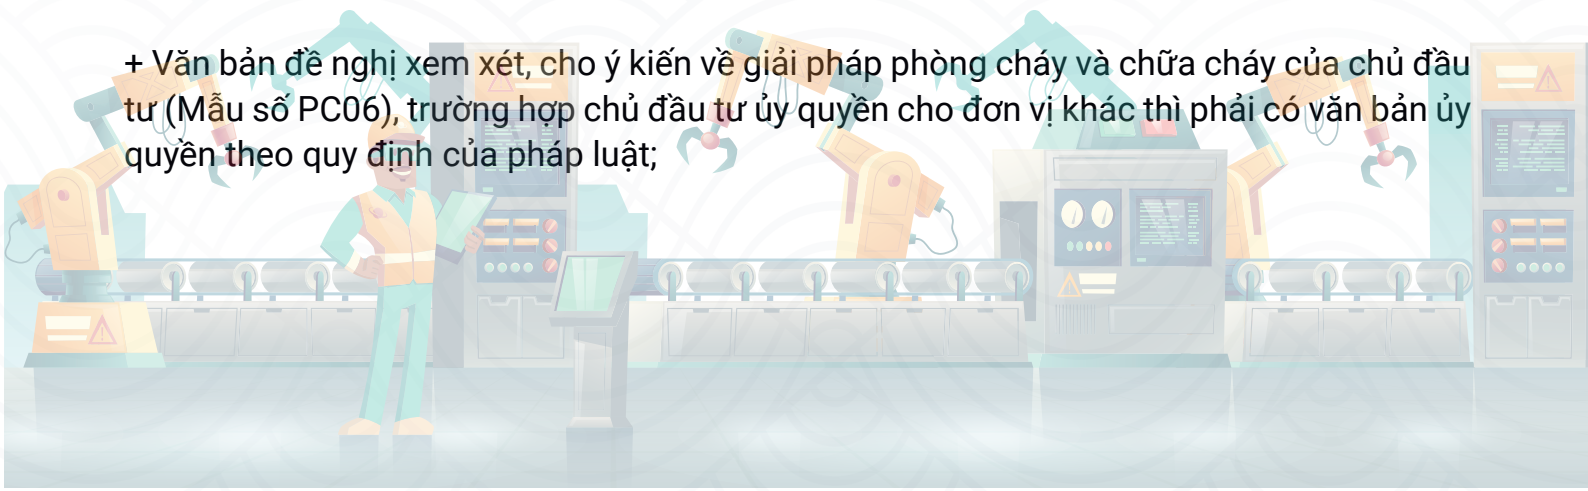 + Văn bản đề nghị xem xét, cho ý kiến về giải pháp phòng cháy và chữa cháy của chủ đầu
tư (Mẫu số PC06), trường hợp chủ đầu tư ủy quyền cho đơn vị khác thì phải có văn bản ủy
quyền theo quy định của pháp luật;